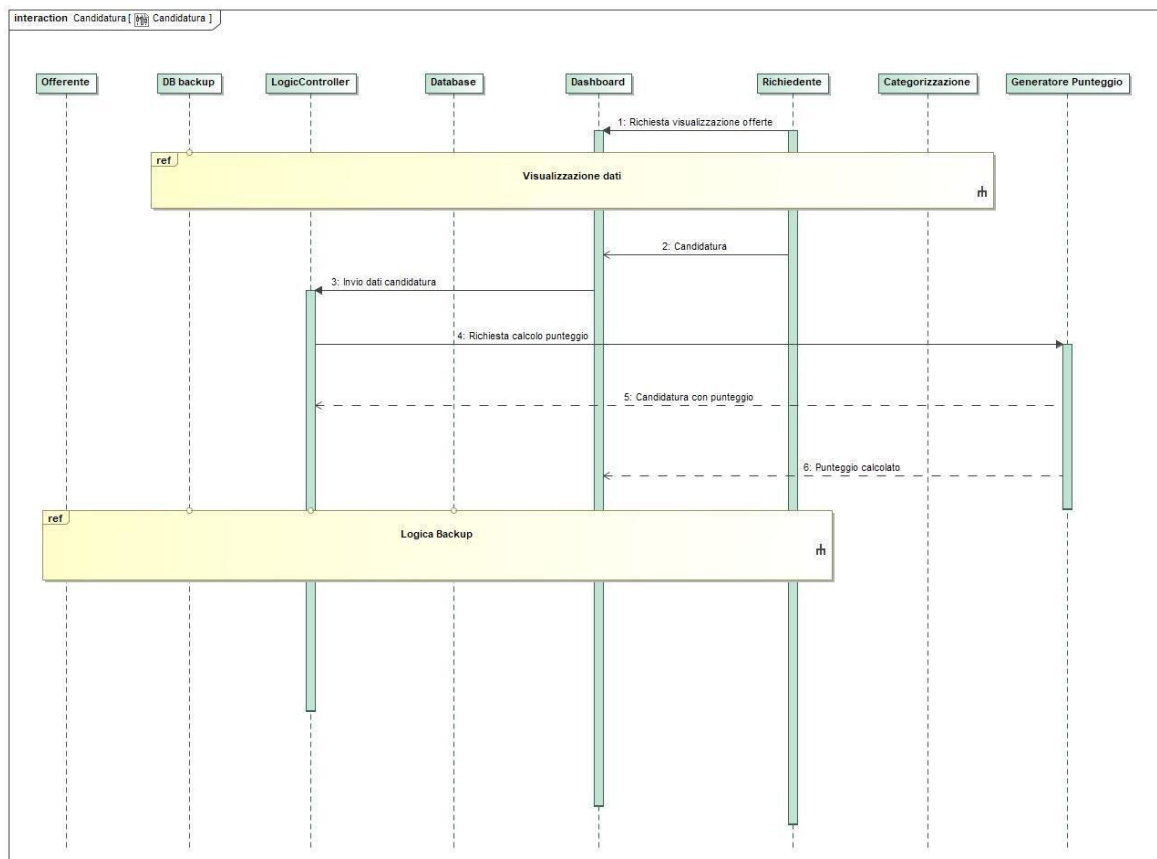 interaction Candidatura [ Candidatura ]
Offerente
DB backup
LogicController
Database
Dashboard
Richiedente
Categorizzazione
Generatore Punteggio
1: Richiesta visualizzazione offerte
ref
Visualizzazione dati
2: Candidatura
3: Invio dati candidatura
4: Richiesta calcolo punteggio
5: Candidatura con punteggio
6: Punteggio calcolato
ref
Logica Backup